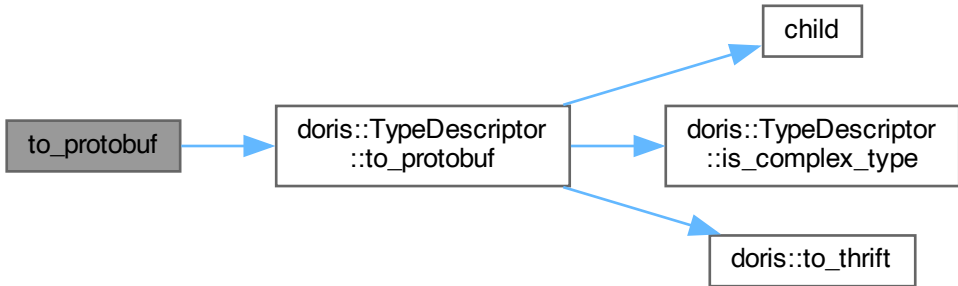 to_protobuf
doris::TypeDescriptor
::to_protobuf
child
doris::TypeDescriptor
::is_complex_type
doris::to_thrift